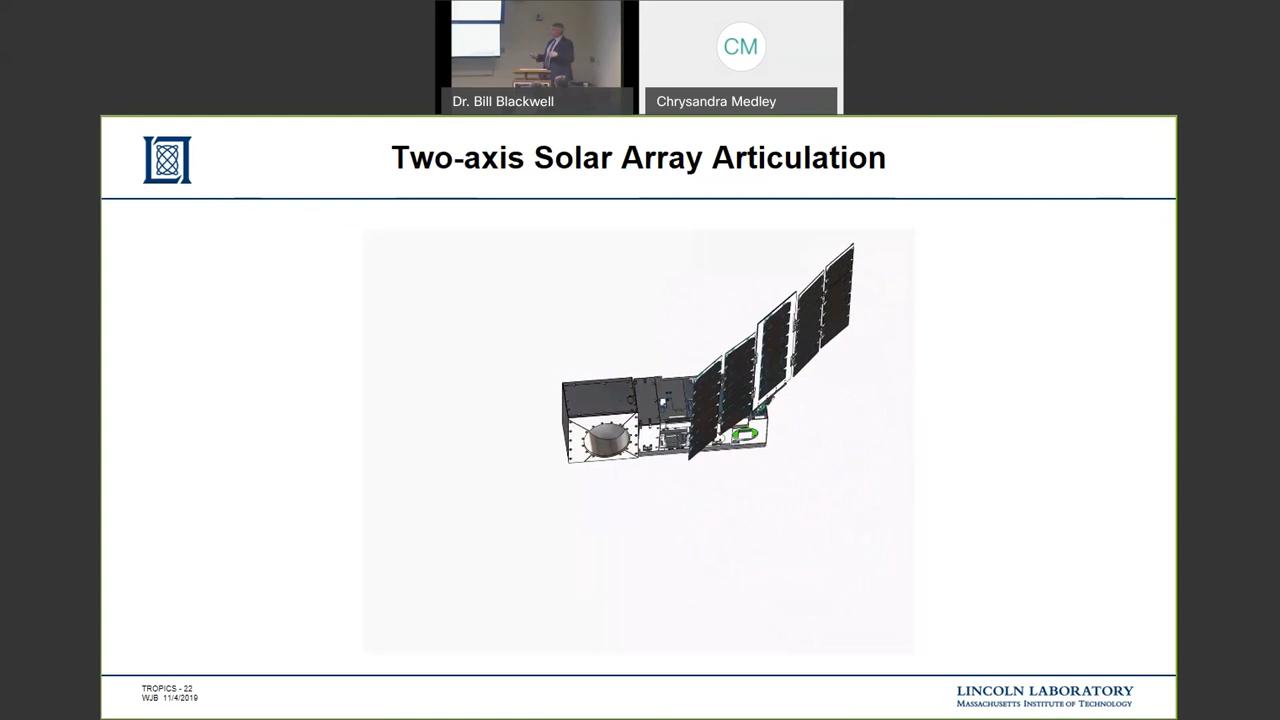 CM
Dr. Bill Blackwell
Chrysandra Medley
Two-axis Solar Array Articulation
TROPICS - 22
WJB 11/4/2019
LINCOLN LABORATORY
MASSACHUSETTS INSTITUTE OF TECHNOLOGY